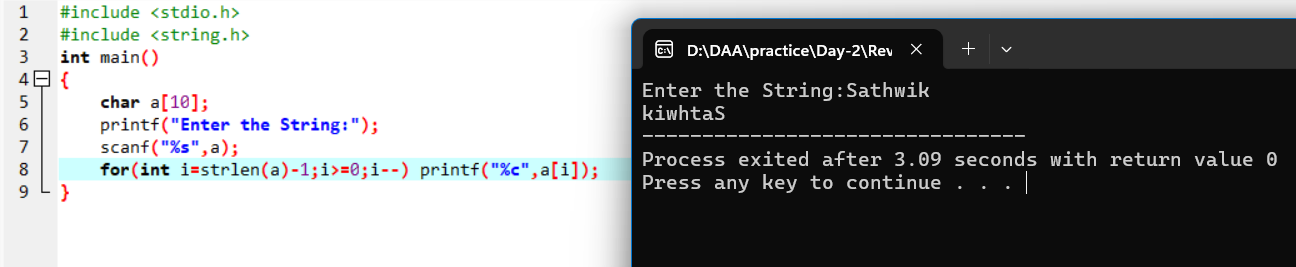 1 #include <stdio.h>
2 #include <string.h>
3 int main()
4 {
5 char a[10];
6 printf("Enter the String:");
7 scanf("%s",a);
8 for(int i=strlen(a)-1;i>=0;i--) printf("%c",a[i]);
9 }
D:\DAA\practice\Day-2\Rev
Enter the String:Sathwik
kiwhtaS
--------------------------------
Process exited after 3.09 seconds with return value 0
Press any key to continue . . .